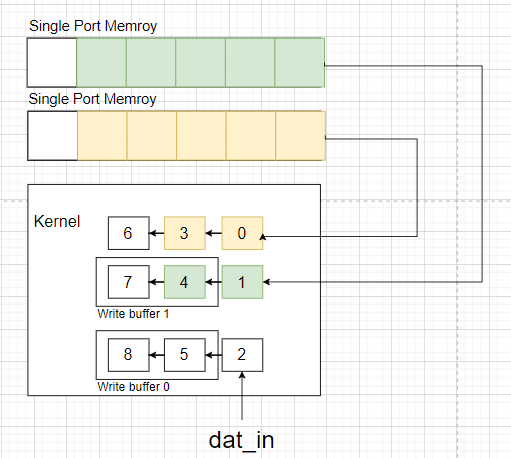 Single Port Memroy
Single Port Memroy
Kernel
6 3 0
7 4 1
Write buffer 1
8 5 2
Write buffer 0
dat_in